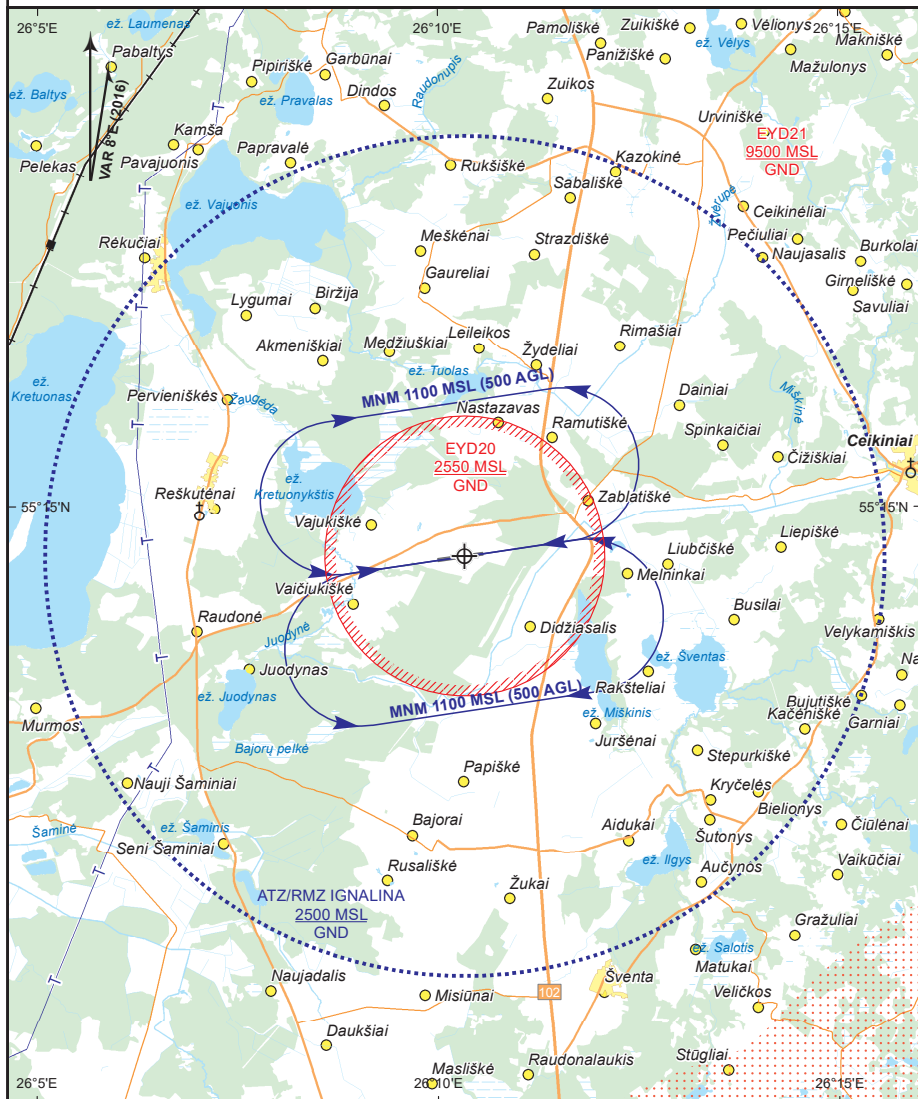 26°5'E
26°10'E
26°15'E
ež. Laumenas
Pabaltys
ež. Baltys
VAR 8°E (2016)
Pelekas
Pipiriškė
Garbūnai
ež. Pravalas
Dindos
Raudonupis
Pamoliškė
Zuikiškė
Vėlionys
ež. Vėlys
Panižiškė
Mažulonys
Makniškė
Zuikos
Urviniškė
EYD21
9500 MSL
GND
Kamša
Pavajuonis
Papravalė
Rukšiškė
Kazokinė
Sabališkė
ež. Vajuonis
Žverupė
Ceikinėliai
Pečiuliai
Naujasalis
Burkolai
Girneliškė
Savuliai
Rėkučiai
Meškėnai
Strazdiškė
Gaureliai
Lygumai
Biržija
Akmeniškiai
Medžiuškiai
Leileikos
Žydeliai
Rimašiai
ež. Tuolas
ež.
Kretuonas
Pervieniškės
Žaugėda
MNM 1100 MSL (500 AGL)
Nastazavas
Ramutiškė
Dainiai
Miškinė
Spinkaičiai
Čižiškiai
Ceikiniai
EYD20
2550 MSL
GND
ež.
Kretuonykštis
Reškutėnai
Zablatiškė
55°15'N
55°15'N
Vajukiškė
Liepiškė
Liubčiškė
Melninkai
Vaičiukiškė
Busilai
Raudonė
Juodynė
Didžiasalis
Velykamiškis
Juodynas
ež. Juodynas
ež. Šventas
Rakšteliai
Na
MNM 1100 MSL (500 AGL)
ež. Miškinis
Bujutiškė
Kačėniškė
Garniai
Murmos
Bajorų pelkė
Juršėnai
Stepurkiškė
Nauji Šaminiai
Papiškė
Kryčelės
Bielionys
Šaminė
ež. Šaminis
Seni Šaminiai
Bajorai
Aidukai
Šutonys
Čiūlėnai
ež. Ilgys
Rusališkė
Aučynos
Vaikūčiai
ATZ/RMZ IGNALINA
2500 MSL
GND
Žukai
Gražuliai
ež. Salotis
Matukai
Naujadalis
Misiūnai
102
Šventa
Veličkos
Daukšiai
Masliškė
Raudonalaukis
Stūgliai
26°5'E
26°10'E
26°15'E